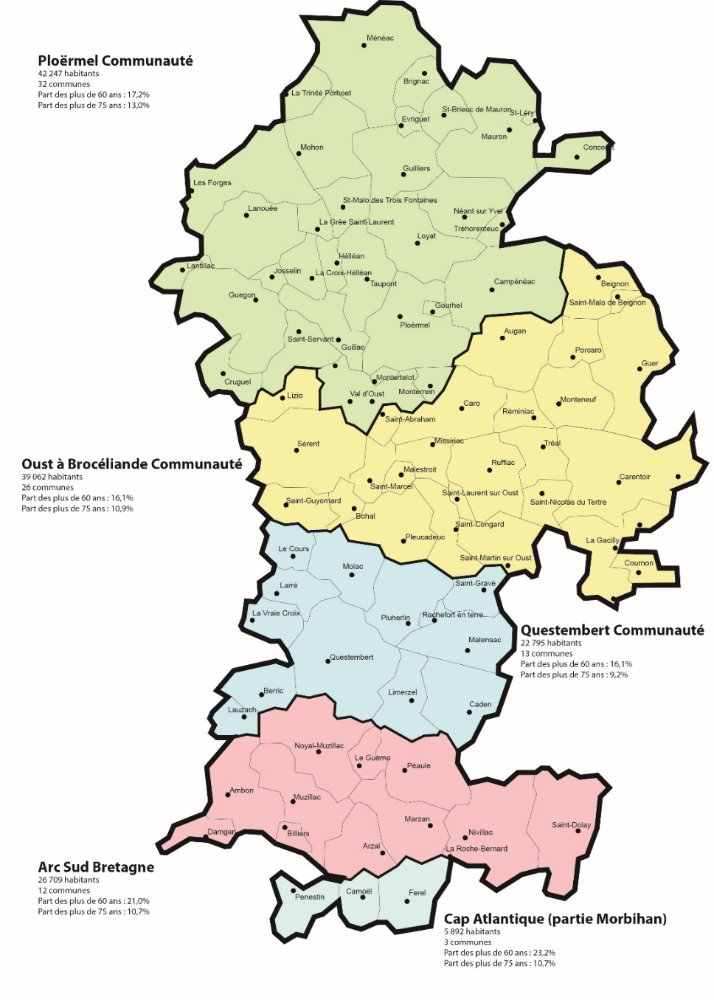 Ménéac
Ploërmel Communauté
42 247 habitants
32 communes
Part des plus de 60 ans : 17,2%
Part des plus de 75 ans : 13,0%
Brignac
La Trinité Porhoet
St-Brieuc de Mauron
St-Léry
Evriguet
Mauron
Mohon
Concoret
Guilliers
Les Forges
St-Malo des Trois Fontaines
Lanouée
Néant sur Yvel
La Grée Saint-Laurent
Tréhorenteuc
Loyat
Hélléan
Lantillac
Josselin
La Croix-Hélléan
Taupont
Campénéac
Beignon
Guegon
Saint-Malo de Beignon
Gourhel
Ploërmel
Augan
Saint-Servant
Guillac
Porcaro
Guer
Cruguel
Montertelot
Monterrein
Lizio
Val d'Oust
Caro
Monteneuf
Réminiac
Saint-Abraham
Sérent
Missiriac
Tréal
Oust à Brocéliande Communauté
39 062 habitants
26 communes
Part des plus de 60 ans : 16,1%
Part des plus de 75 ans : 10,9%
Ruffiac
Malestroit
Carentoir
Saint-Marcel
Saint-Laurent sur Oust
Saint-Guyomard
Saint-Nicolas du Tertre
Bohal
Saint-Congard
Pleucadeuc
La Gacilly
Le Cours
Saint-Martin sur Oust
Cournon
Molac
Larré
Saint-Gravé
La Vraie Croix
Pluherlin
Rochefort en terre
Questembert Communauté
22 795 habitants
13 communes
Part des plus de 60 ans : 16,1%
Part des plus de 75 ans : 9,2%
Malensac
Questembert
Berric
Limerzel
Lauzach
Caden
Noyal-Muzillac
Le Guerno
Péaule
Ambon
Muzillac
Marzan
Saint-Dolay
Damgan
Billiers
Nivillac
Arzal
La Roche-Bernard
Arc Sud Bretagne
26 709 habitants
12 communes
Part des plus de 60 ans : 21,0%
Part des plus de 75 ans : 10,7%
Penestin
Camoël
Ferel
Cap Atlantique (partie Morbihan)
5 892 habitants
3 communes
Part des plus de 60 ans : 23,2%
Part des plus de 75 ans : 10,7%